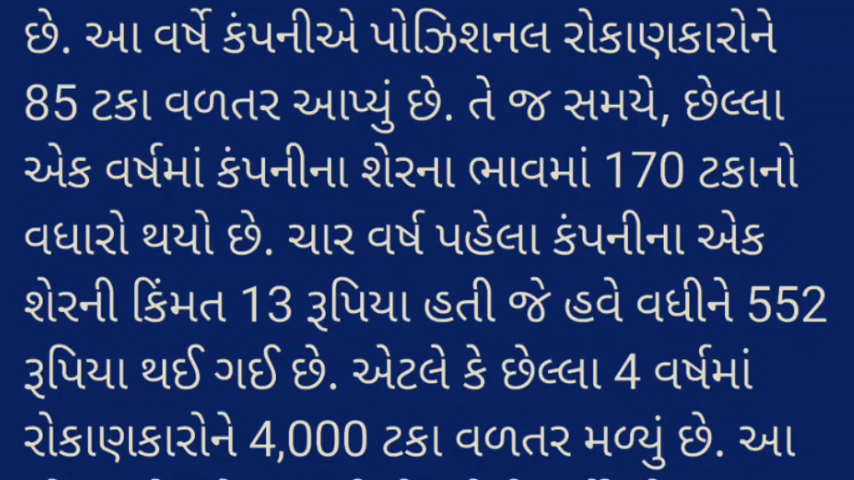 છે. આ વર્ષે કંપનીએ પોઝિશનલ રોકાણકારોને
85 ટકા વળતર આપ્યું છે. તે જ સમયે, છેલ્લા
એક વર્ષમાં કંપનીના શેરના ભાવમાં 170 ટકાનો
વધારો થયો છે. ચાર વર્ષ પહેલા કંપનીના એક
શેરની કિંમત 13 રૂપિયા હતી જે હવે વધીને 552
રૂપિયા થઈ ગઈ છે. એટલે કે છેલ્લા 4 વર્ષમાં
રોકાણકારોને 4,000 ટકા વળતર મળ્યું છે. આ